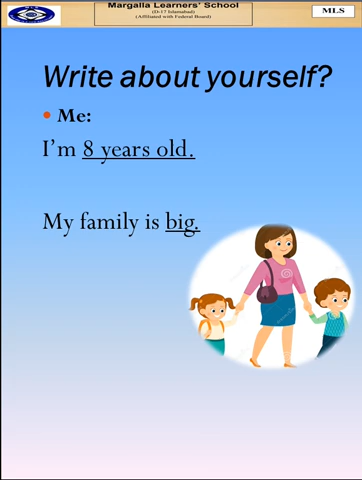 Margalla Learners' School
(D-17 Islamabad)
(Affiliated with Federal Board)
MLS
Write about yourself?
Me:
I'm 8 years old.
My family is big.